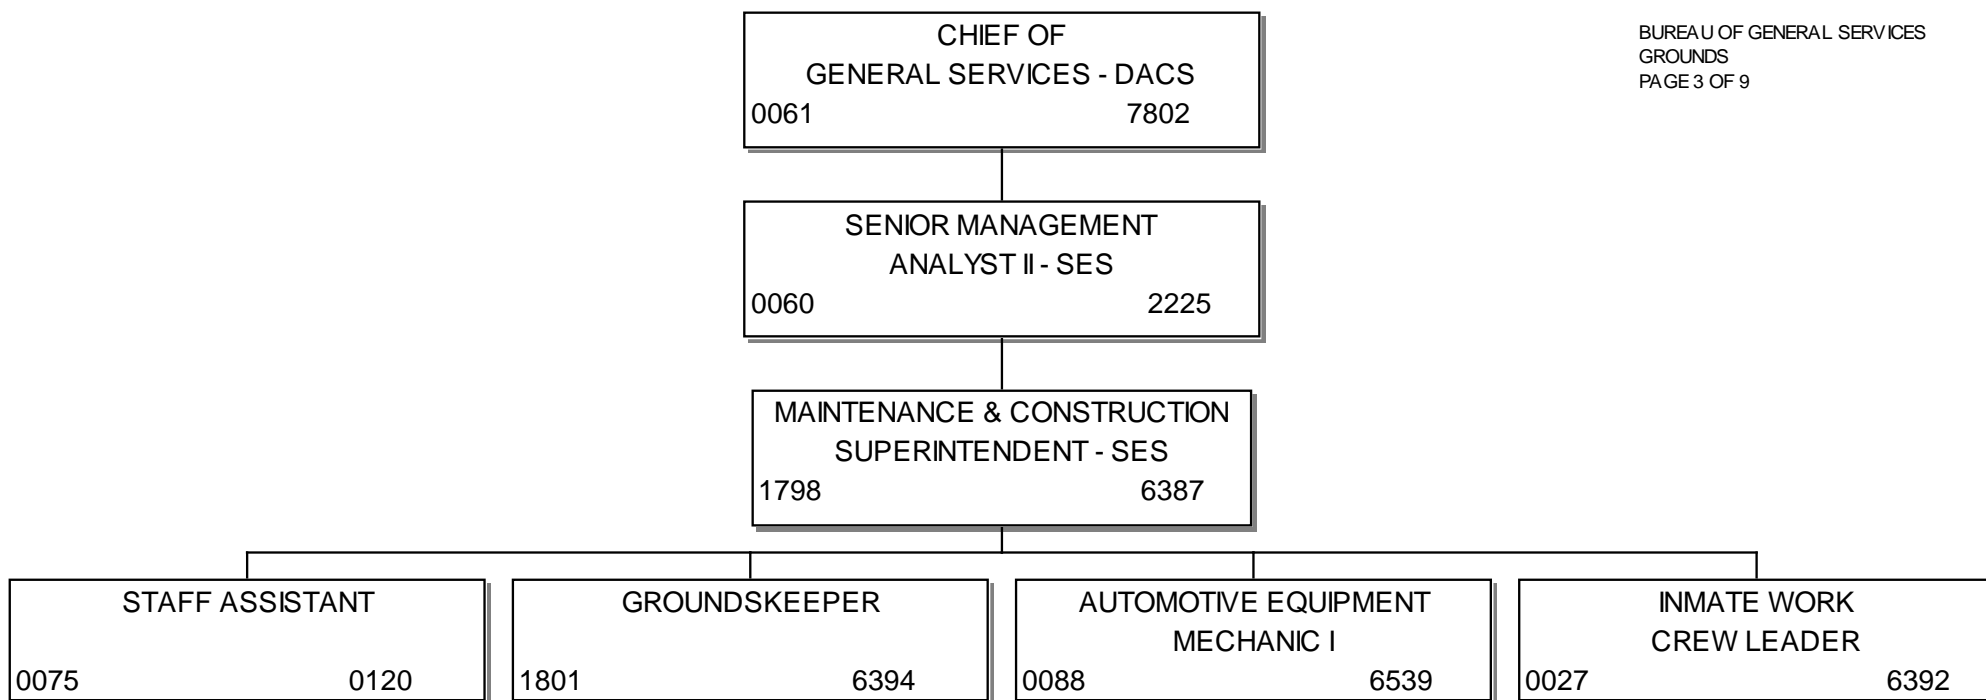 CHIEF OF
GENERAL SERVICES - DACS
0061 7802
BUREAU OF GENERAL SERVICES
GROUNDS
PAGE 3 OF 9
SENIOR MANAGEMENT
ANALYST II - SES
0060 2225
MAINTENANCE & CONSTRUCTION
SUPERINTENDENT - SES
1798 6387
STAFF ASSISTANT
0075 0120
GROUNDSKEEPER
1801 6394
AUTOMOTIVE EQUIPMENT
MECHANIC I
0088 6539
INMATE WORK
CREW LEADER
0027 6392